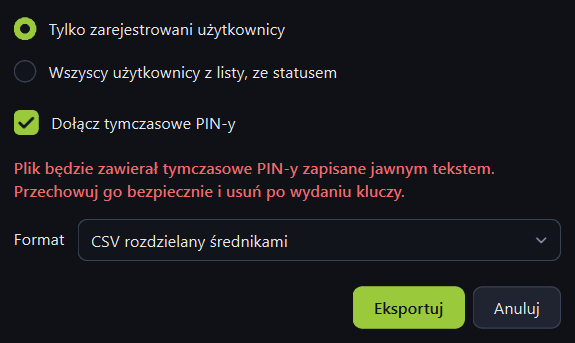 Tylko zarejestrowani użytkownicy
Wszyscy użytkownicy z listy, ze statusem
Dołącz tymczasowe PIN-y
Plik będzie zawierał tymczasowe PIN-y zapisane jawnym tekstem.
Przechowuj go bezpiecznie i usuń po wydaniu kluczy.
Format CSV rozdzielany średnikami
Eksportuj Anuluj